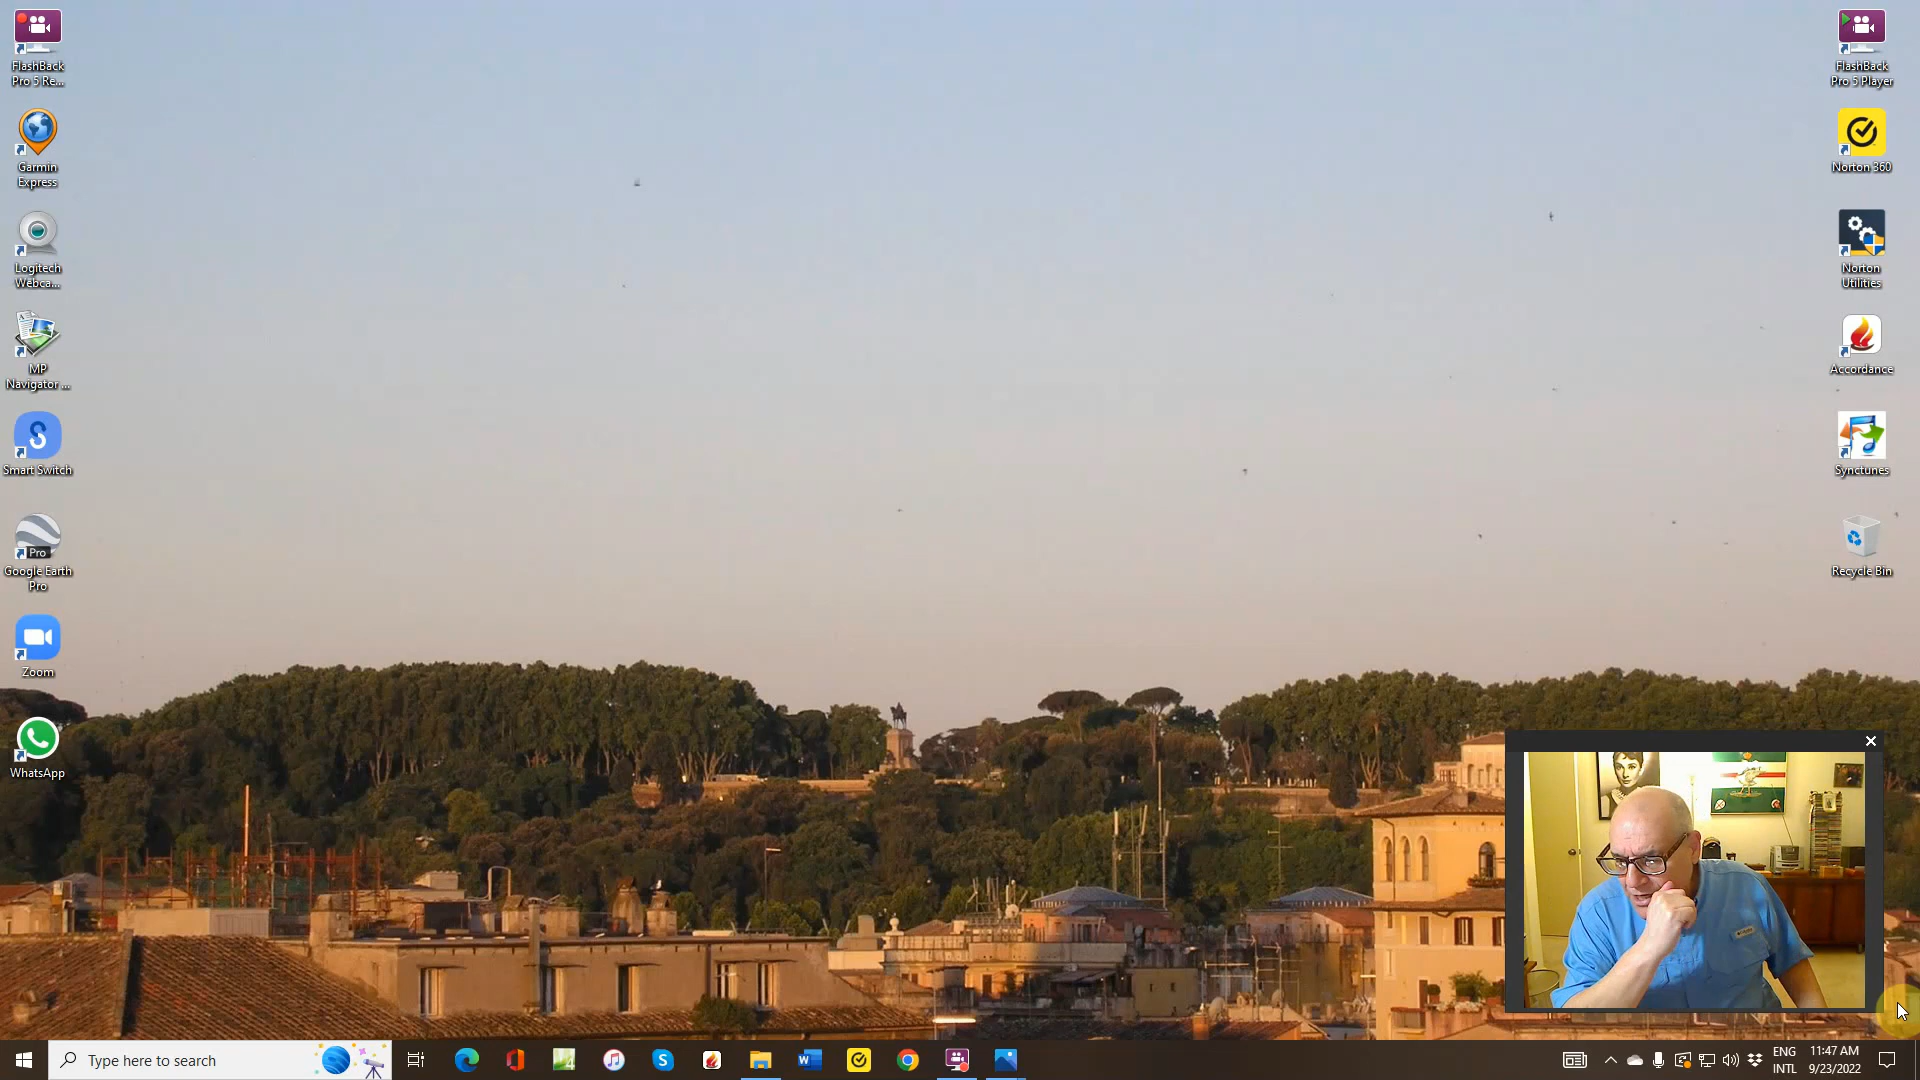 FlashBack
Pro 5 Re...
Garmin
Express
Logitech
Webca...
MP
Navigator ...
S
Smart Switch
Pro
Google Earth
Pro
Zoom
WhatsApp
FlashBack
Pro 5 Player
Norton 360
Norton
Utilities
Accordance
Synctunes
Recycle Bin
Type here to search
ENG
INTL
11:47 AM
9/23/2022